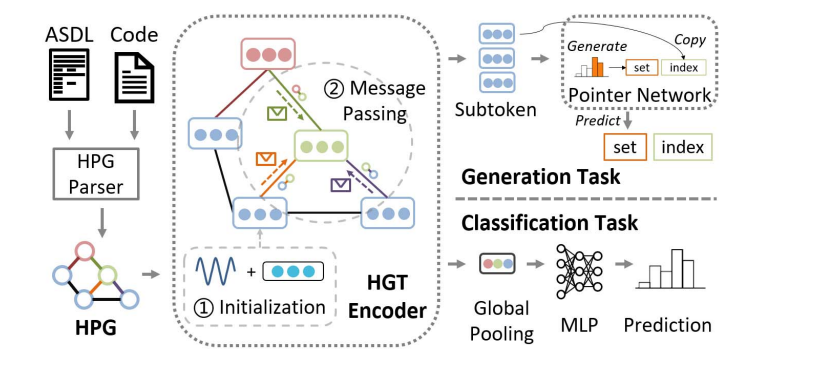 ASDL Code
HPG
Parser
HPG
② Message
Passing
+
① Initialization
HGT
Encoder
Subtoken
Copy
Generate
set index
Pointer Network
Predict
set index
Generation Task
Classification Task
Global
Pooling
MLP
Prediction